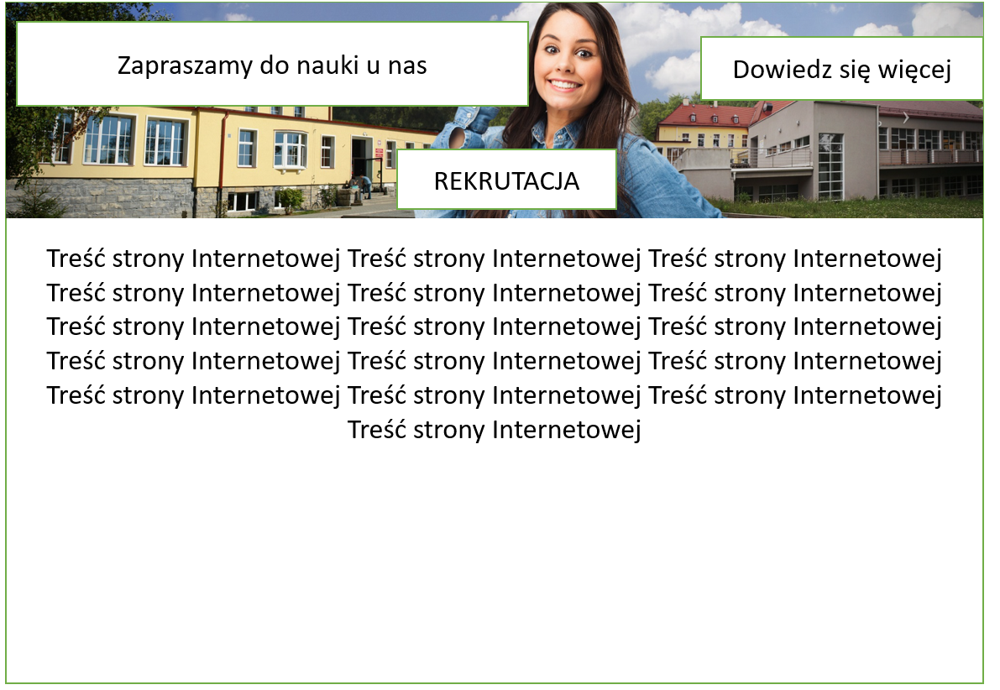 Zapraszamy do nauki u nas
Dowiedz się więcej
REKRUTACJA
Treść strony Internetowej Treść strony Internetowej Treść strony Internetowej
Treść strony Internetowej Treść strony Internetowej Treść strony Internetowej
Treść strony Internetowej Treść strony Internetowej Treść strony Internetowej
Treść strony Internetowej Treść strony Internetowej Treść strony Internetowej
Treść strony Internetowej Treść strony Internetowej Treść strony Internetowej
Treść strony Internetowej